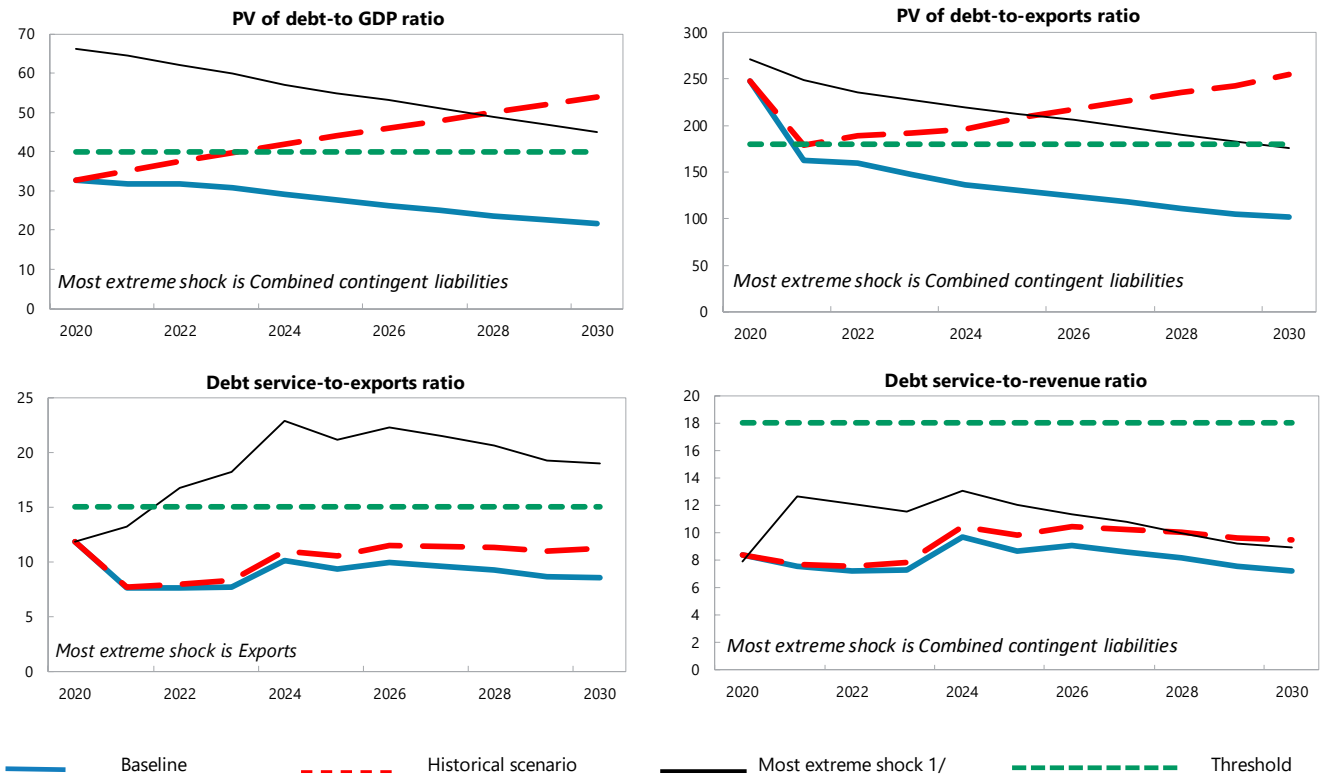 PV of debt-to GDP ratio
70
60
50
40
30
20
10
0
Most extreme shock is Combined contingent liabilities
2020 2022 2024 2026 2028 2030
PV of debt-to-exports ratio
300
250
200
150
100
50
0
Most extreme shock is Combined contingent liabilities
2020 2022 2024 2026 2028 2030
Debt service-to-exports ratio
25
20
15
10
5
0
Most extreme shock is Exports
2020 2022 2024 2026 2028 2030
Debt service-to-revenue ratio
20
18
16
14
12
10
8
6
4
2
0
Most extreme shock is Combined contingent liabilities
2020 2022 2024 2026 2028 2030
Baseline Historical scenario Most extreme shock 1/ Threshold